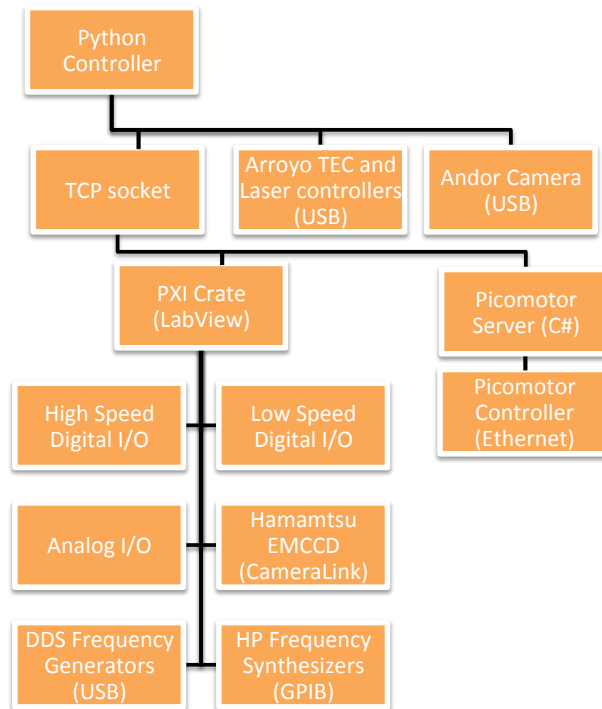 Python
Controller
TCP socket
Arroyo TEC and
Laser controllers
(USB)
Andor Camera
(USB)
PXI Crate
(LabView)
Picomotor
Server (C#)
Picomotor
Controller
(Ethernet)
High Speed
Digital I/O
Low Speed
Digital I/O
Analog I/O
Hamamtsu
EMCCD
(CameraLink)
DDS Frequency
Generators
(USB)
HP Frequency
Synthesizers
(GPIB)